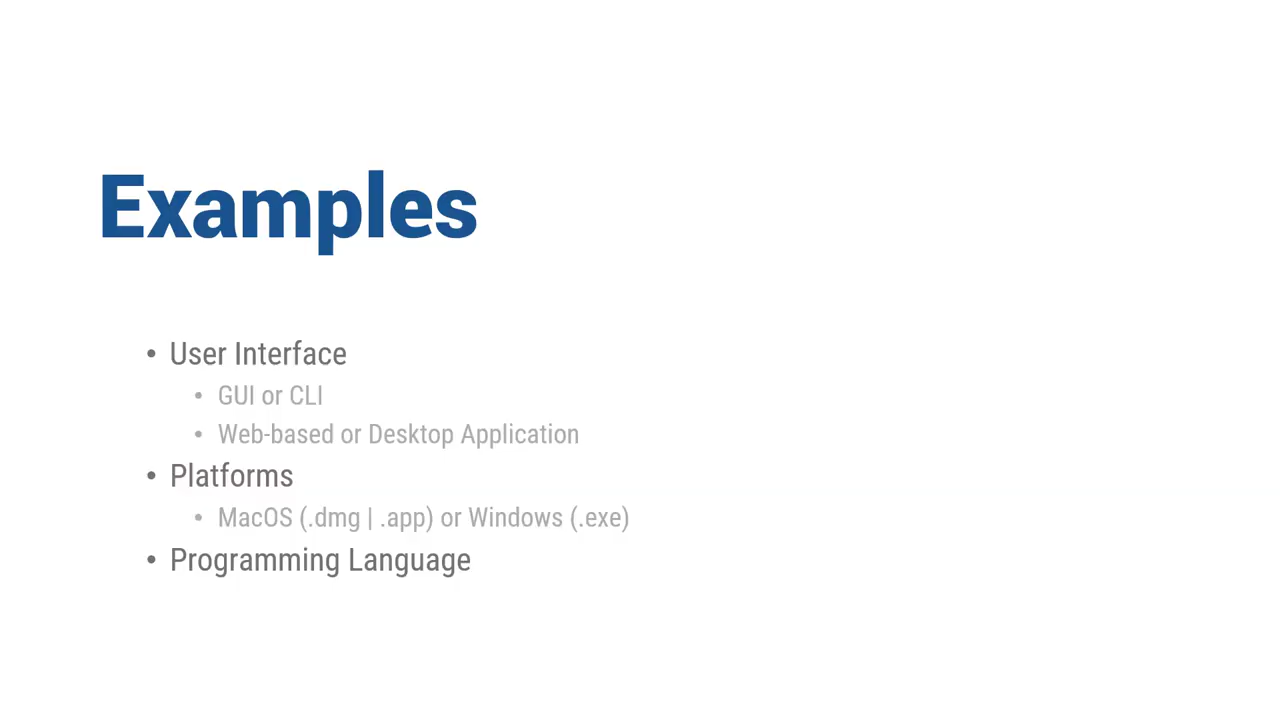 Examples
• User Interface
• GUI or CLI
• Web-based or Desktop Application
• Platforms
• MacOS (.dmg | .app) or Windows (.exe)
• Programming Language